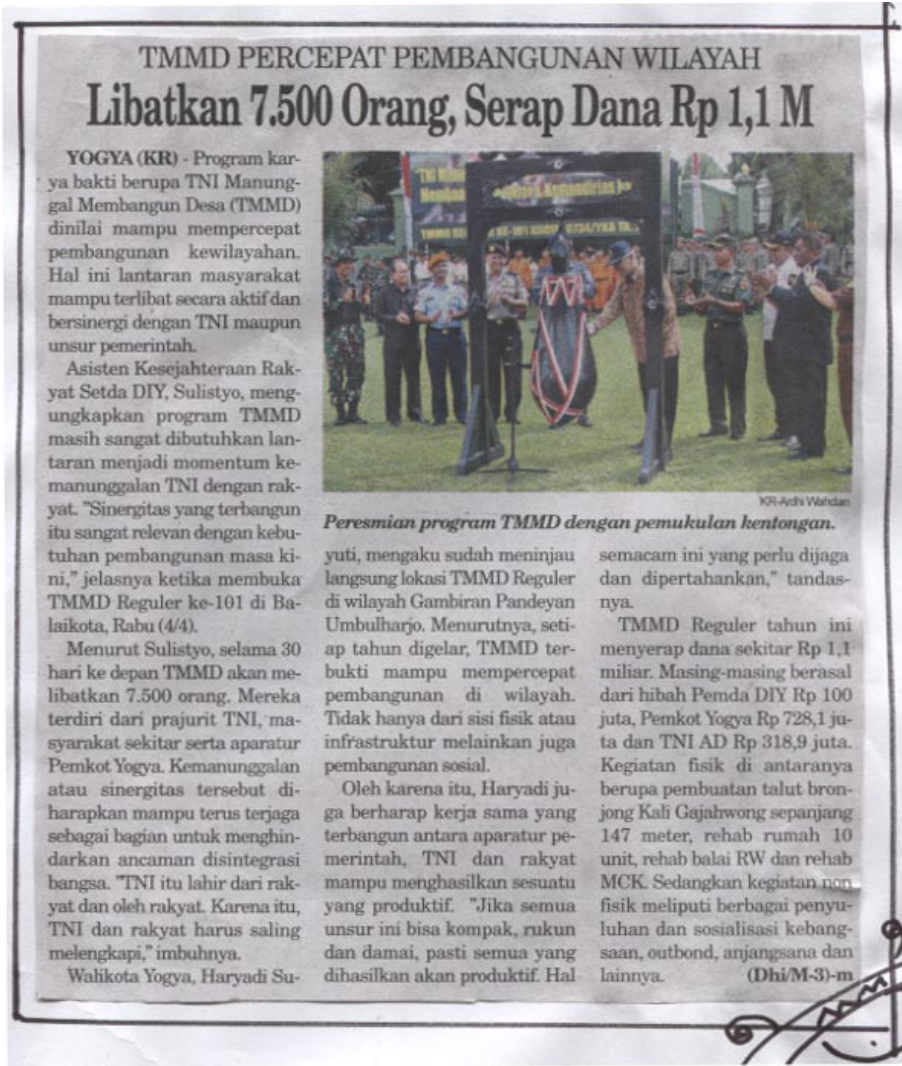 TMMD PERCEPAT PEMBANGUNAN WILAYAH
Libatkan 7.500 Orang, Serap Dana Rp 1,1 M
YOGYA (KR) - Program kar-
ya bakti berupa TNI Manung-
gal Membangun Desa (TMMD)
dinilai mampu mempercepat
pembangunan kewilayahan.
Hal ini lantaran masyarakat
mampu terlibat secara aktif dan
bersinergi dengan TNI maupun
unsur pemerintah.
Asisten Kesejahteraan Rak-
yat Setda DIY, Sulistyo, meng-
ungkapkan program TMMD
masih sangat dibutuhkan lan-
taran menjadi momentum ke-
manunggalan TNI dengan rak-
yat. "Sinergitas yang terbangun
itu sangat relevan dengan kebu-
tuhan pembangunan masa ki-
ni," jelasnya ketika membuka
TMMD Reguler ke-101 di Ba-
laikota, Rabu (4/4).
Menurut Sulistyo, selama 30
hari ke depan TMMD akan me-
libatkan 7.500 orang. Mereka
terdiri dari prajurit TNI, ma-
syarakat sekitar serta aparatur
Pemkot Yogya. Kemanunggalan
atau sinergitas tersebut di-
harapkan mampu terus terjaga
sebagai bagian untuk menghin-
darkan ancaman disintegrasi
bangsa. "TNI itu lahir dari rak-
yat dan oleh rakyat. Karena itu,
TNI dan rakyat harus saling
melengkapi," imbuhnya.
Walikota Yogya, Haryadi Su-
KR-Ardhi Wahdan
Peresmian program TMMD dengan pemukulan kentongan.
yuti, mengaku sudah meninjau
langsung lokasi TMMD Reguler
di wilayah Gambiran Pandeyan
Umbulharjo. Menurutnya, seti-
ap tahun digelar, TMMD ter-
bukti mampu mempercepat
pembangunan di wilayah.
Tidak hanya dari sisi fisik atau
infrastruktur melainkan juga
pembangunan sosial.
Oleh karena itu, Haryadi ju-
ga berharap kerja sama yang
terbangun antara aparatur pe-
merintah, TNI dan rakyat
mampu menghasilkan sesuatu
yang produktif. "Jika semua
unsur ini bisa kompak, rukun
dan damai, pasti semua yang
dihasilkan akan produktif. Hal
semacam ini yang perlu dijaga
dan dipertahankan," tandas-
nya.
TMMD Reguler tahun ini
menyerap dana sekitar Rp 1,1
miliar. Masing-masing berasal
dari hibah Pemda DIY Rp 100
juta, Pemkot Yogya Rp 728,1 ju-
ta dan TNI AD Rp 318,9 juta.
Kegiatan fisik di antaranya
berupa pembuatan talut bron-
jong Kali Gajahwong sepanjang
147 meter, rehab rumah 10
unit, rehab balai RW dan rehab
MCK. Sedangkan kegiatan non
fisik meliputi berbagai penyu-
luhan dan sosialisasi kebang-
saan, outbond, anjangsana dan
lainnya. (Dhi/M-3)-m